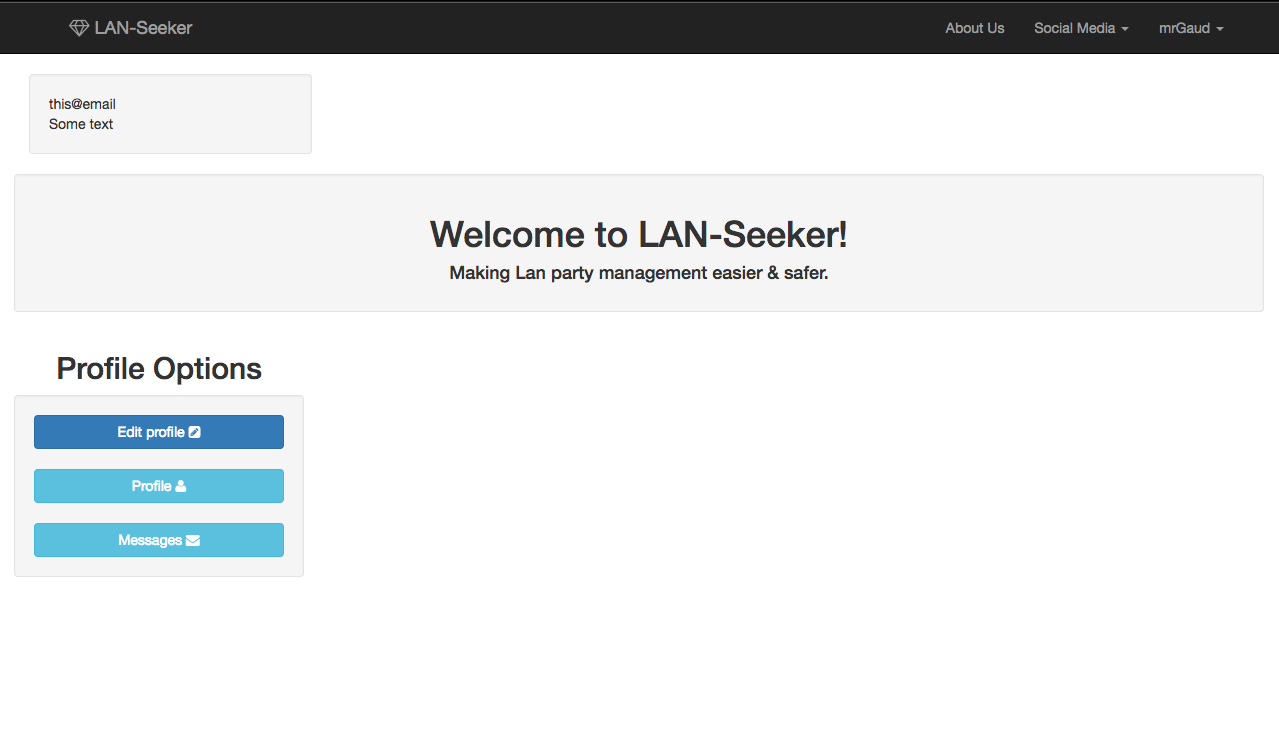 LAN-Seeker About Us Social Media mrGaud
this@email
Some text
Welcome to LAN-Seeker!
Making Lan party management easier & safer.
Profile Options
Edit profile
Profile
Messages